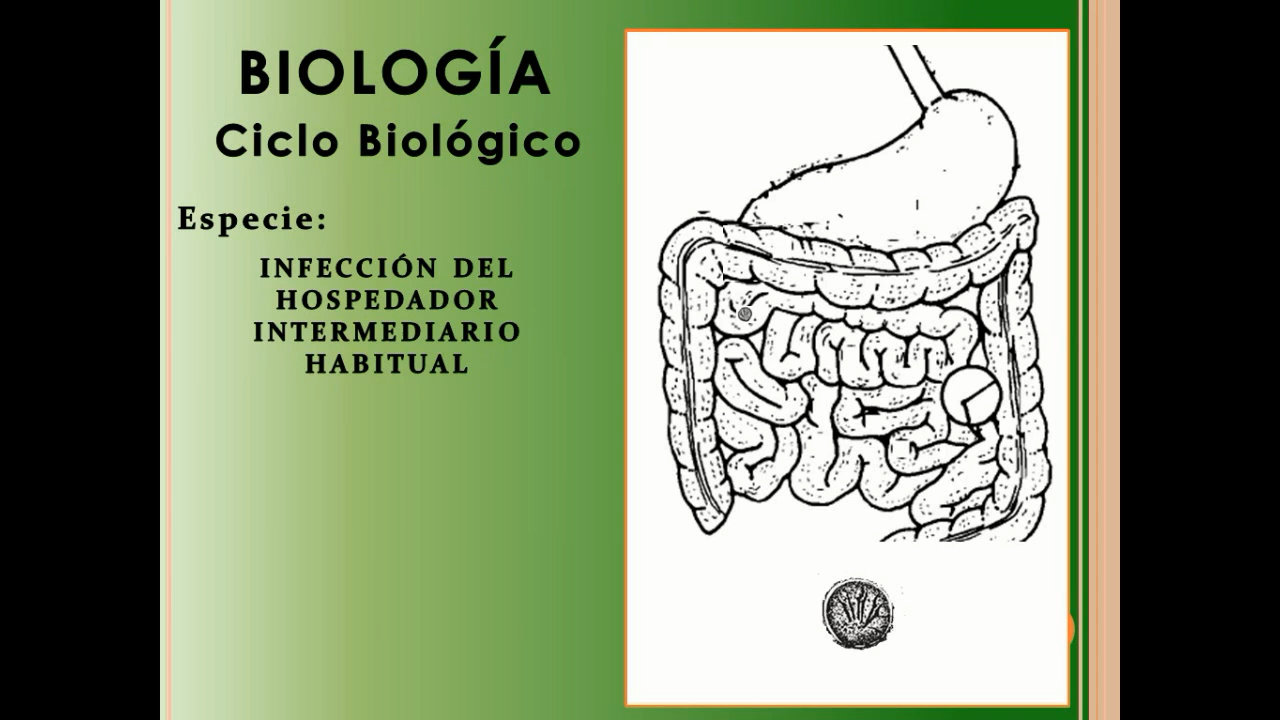 BIOLOGÍA
Ciclo Biológico
Especie:
INFECCIÓN DEL
HOSPEDADOR
INTERMEDIARIO
HABITUAL